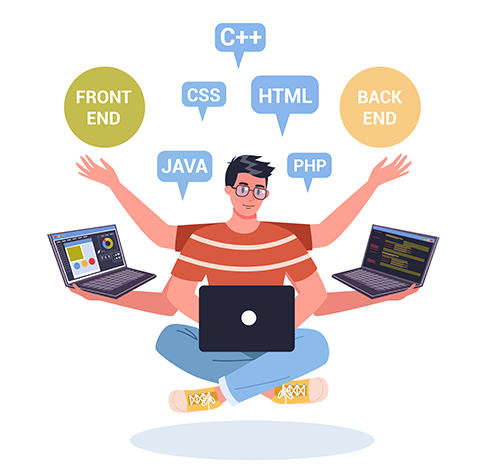 C++
CSS
HTML
FRONT
END
BACK
END
JAVA
PHP